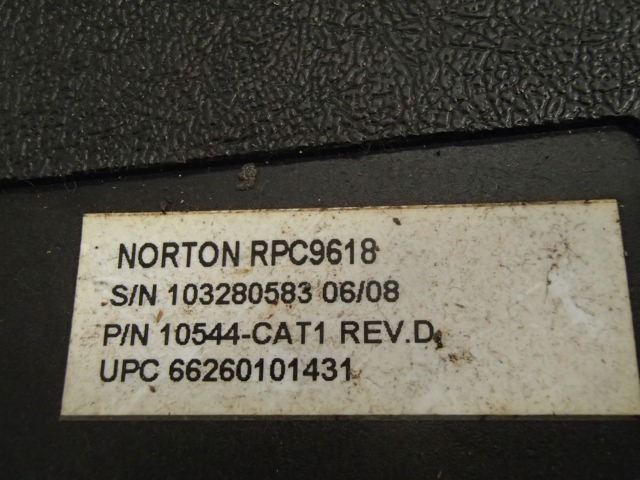 NORTON RPC9618
S/N 103280583 06/08
P/N 10544-CAT1 REV.D
UPC 66260101431